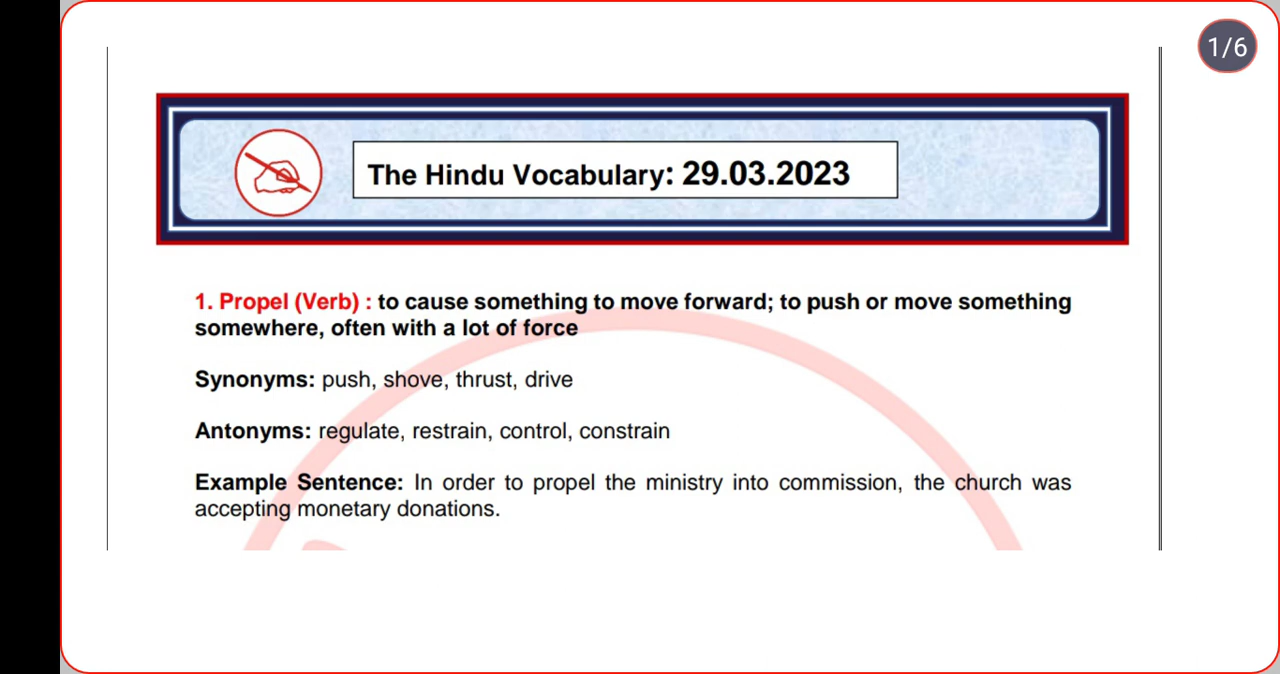 1/6
The Hindu Vocabulary: 29.03.2023
1. Propel (Verb) : to cause something to move forward; to push or move something
somewhere, often with a lot of force
Synonyms: push, shove, thrust, drive
Antonyms: regulate, restrain, control, constrain
Example Sentence: In order to propel the ministry into commission, the church was
accepting monetary donations.